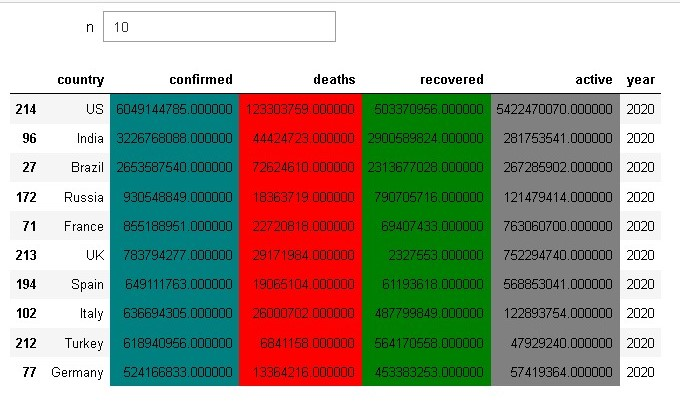 n 10
country confirmed deaths recovered active year
214 US 6049144785.000000 123303759.000000 503370956.000000 5422470070.000000 2020
96 India 3226768088.000000 44424723.000000 2900589824.000000 281753541.000000 2020
27 Brazil 2653587540.000000 72624610.000000 2313677028.000000 267285902.000000 2020
172 Russia 930548849.000000 18363719.000000 790705716.000000 121479414.000000 2020
71 France 855188951.000000 22720818.000000 69407433.000000 763060700.000000 2020
213 UK 783794277.000000 29171984.000000 2327553.000000 752294740.000000 2020
194 Spain 649111763.000000 19065104.000000 61193618.000000 568853041.000000 2020
102 Italy 636694305.000000 26000702.000000 487799849.000000 122893754.000000 2020
212 Turkey 618940956.000000 6841158.000000 564170558.000000 47929240.000000 2020
77 Germany 524166833.000000 13364216.000000 453383253.000000 57419364.000000 2020